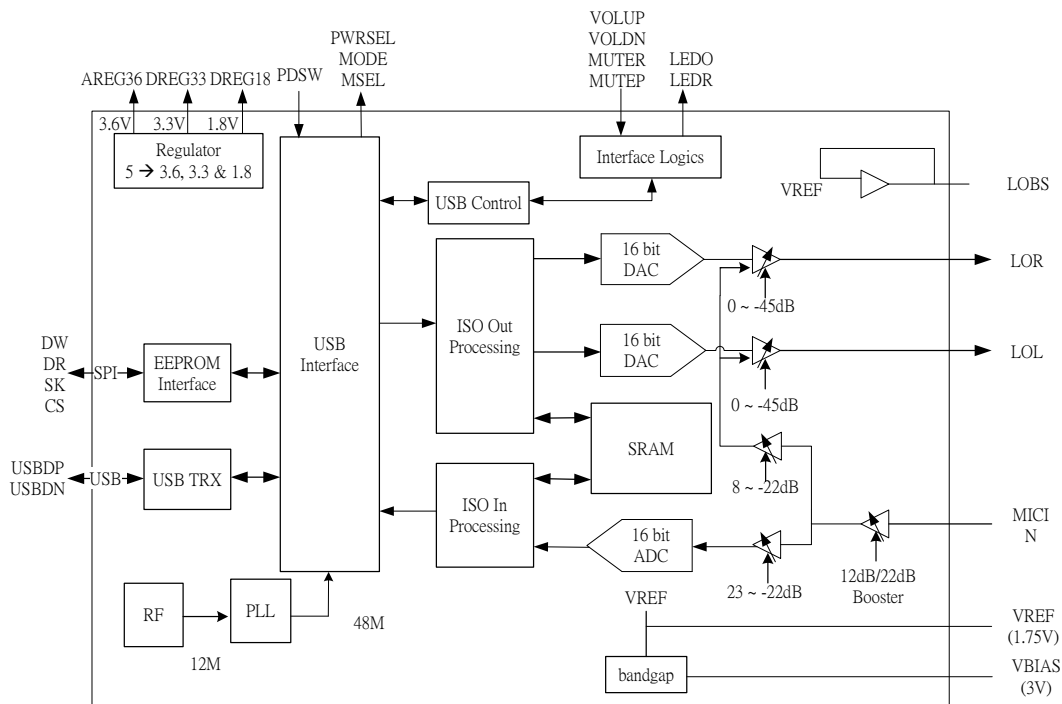 VOLUP
VOLDN
MUTER
MUTEP
PWRSEL
MODE
MSEL
LEDO
LEDR
AREG36 DREG33 DREG18
PDSW
3.6V
3.3V
1.8V
Regulator
5 → 3.6, 3.3 & 1.8
Interface Logics
VREF
LOBS
USB Control
16 bit
DAC
LOR
0 ~ -45dB
USB
Interface
ISO Out
Processing
16 bit
DAC
LOL
0 ~ -45dB
DW
DR
SK
CS
SPI
EEPROM
Interface
SRAM
8 ~ -22dB
USBDP
USBDN
USB
USB TRX
ISO In
Processing
16 bit
ADC
23 ~ -22dB
12dB/22dB
Booster
MICI
N
RF
12M
PLL
48M
VREF
VREF
(1.75V)
bandgap
VBIAS
(3V)